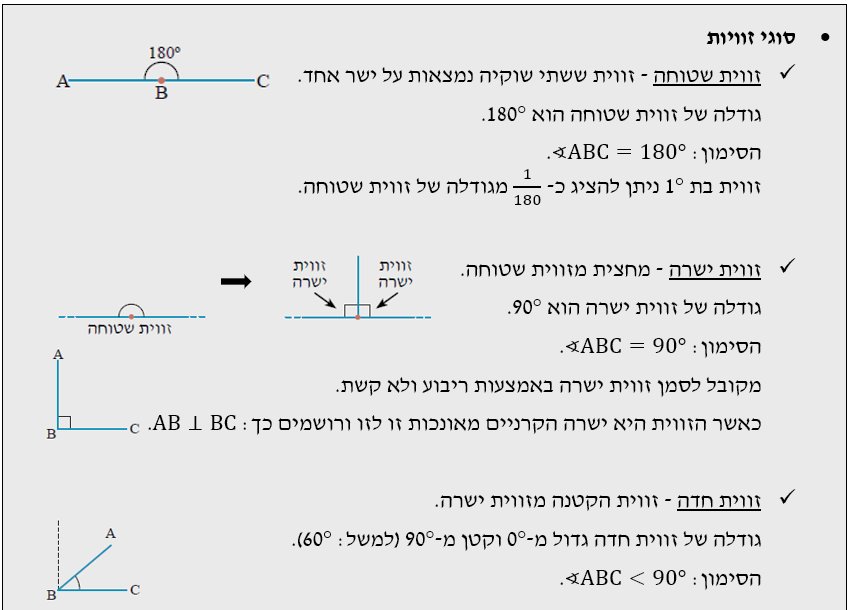 • סוגי זוויות
✓ זווית שטוחה - זווית ששתי שוקיה נמצאות על ישר אחד.
גודלה של זווית שטוחה הוא 180°.
הסימון: ∢ABC = 180°.
זווית בת 1° ניתן להציג כ- 1/180 מגודלה של זווית שטוחה.
180°
A B C
✓ זווית ישרה - מחצית מזווית שטוחה.
גודלה של זווית ישרה הוא 90°.
הסימון: ∢ABC = 90°.
מקובל לסמן זווית ישרה באמצעות ריבוע ולא קשת.
כאשר הזווית היא ישרה הקרניים מאונכות זו לזו ורושמים כך: AB ⊥ BC.
זווית ישרה
זווית ישרה
זווית שטוחה
A
B C
✓ זווית חדה - זווית הקטנה מזווית ישרה.
גודלה של זווית חדה גדול מ-0° וקטן מ-90° (למשל: 60°).
הסימון: ∢ABC < 90°.
A
B C